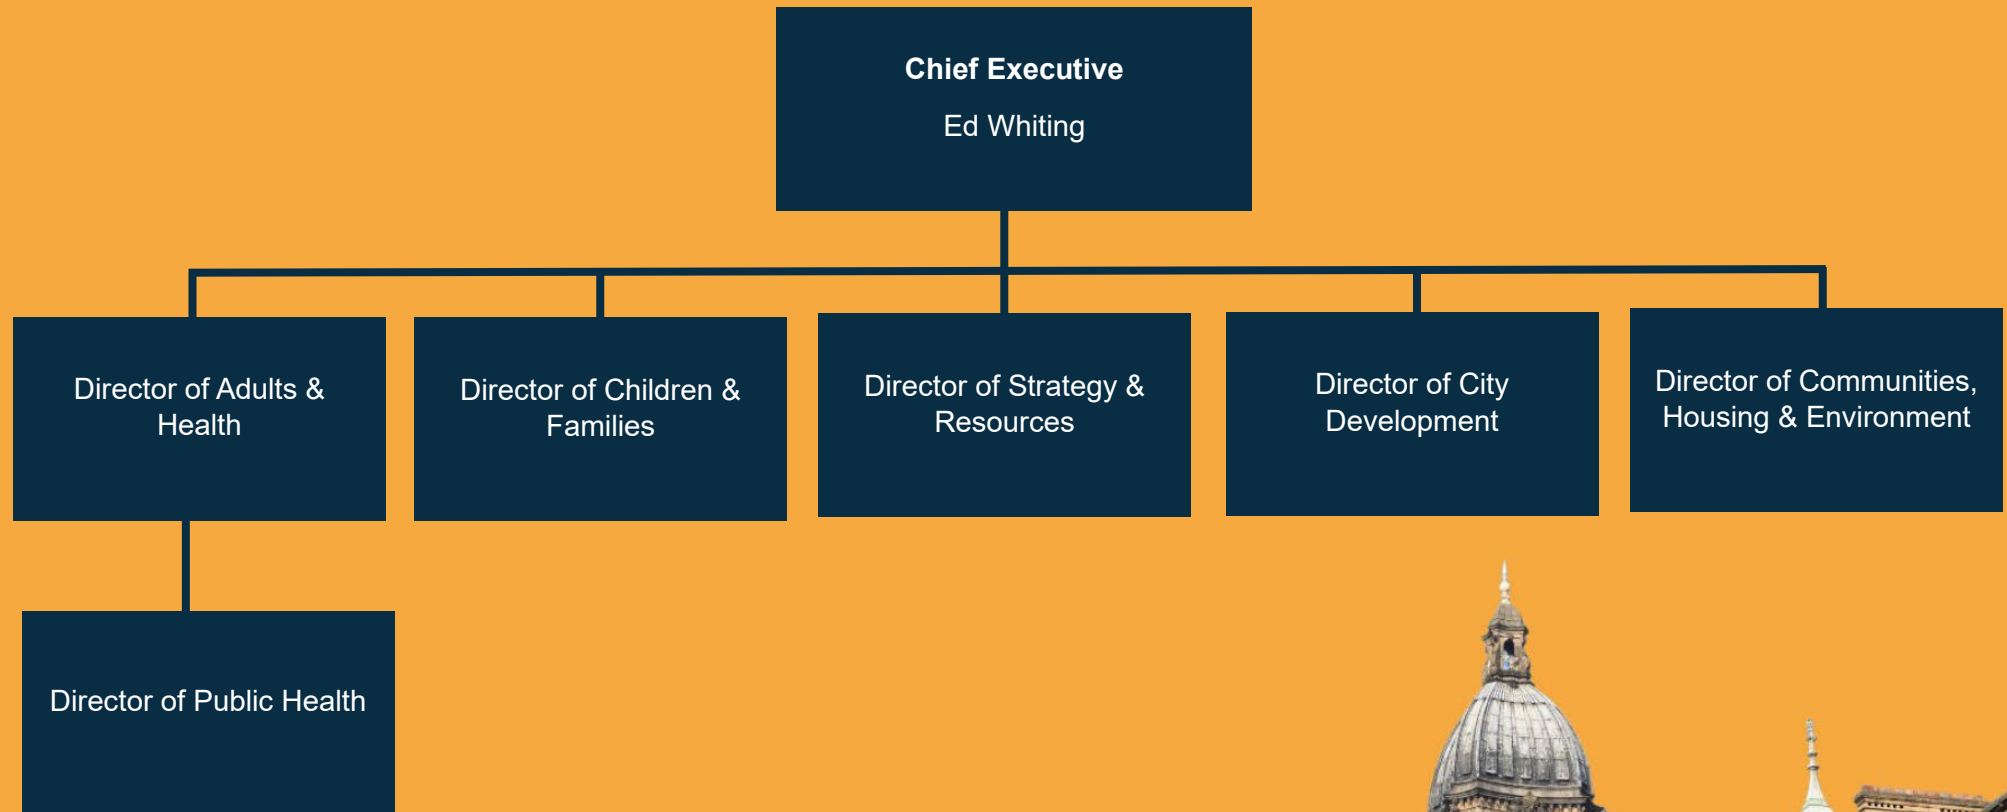 Chief Executive
Ed Whiting
Director of Adults &
Health
Director of Children &
Families
Director of Strategy &
Resources
Director of City
Development
Director of Communities,
Housing & Environment
Director of Public Health